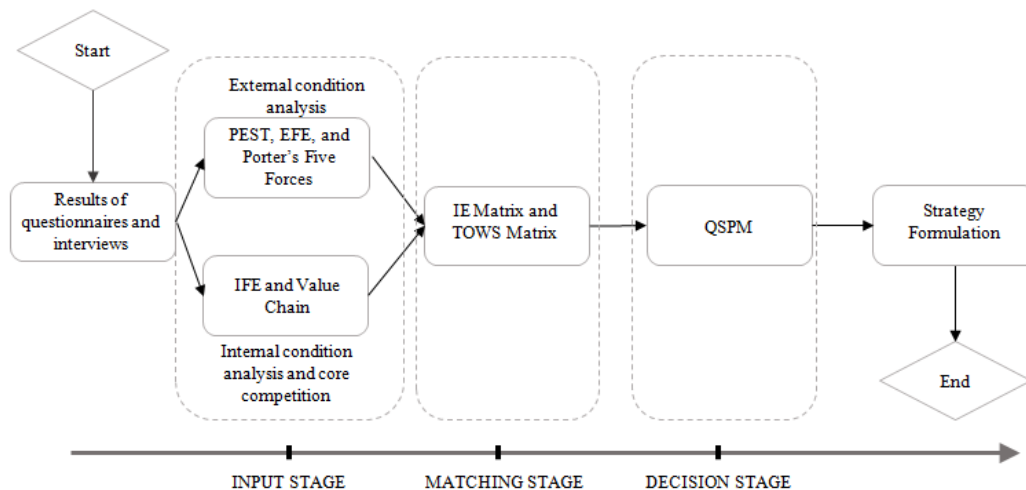 Start
Results of
questionnaires and
interviews
External condition
analysis
PEST, EFE, and
Porter's Five
Forces
IFE and Value
Chain
Internal condition
analysis and core
competition
IE Matrix and
TOWS Matrix
QSPM
Strategy
Formulation
End
INPUT STAGE
MATCHING STAGE
DECISION STAGE